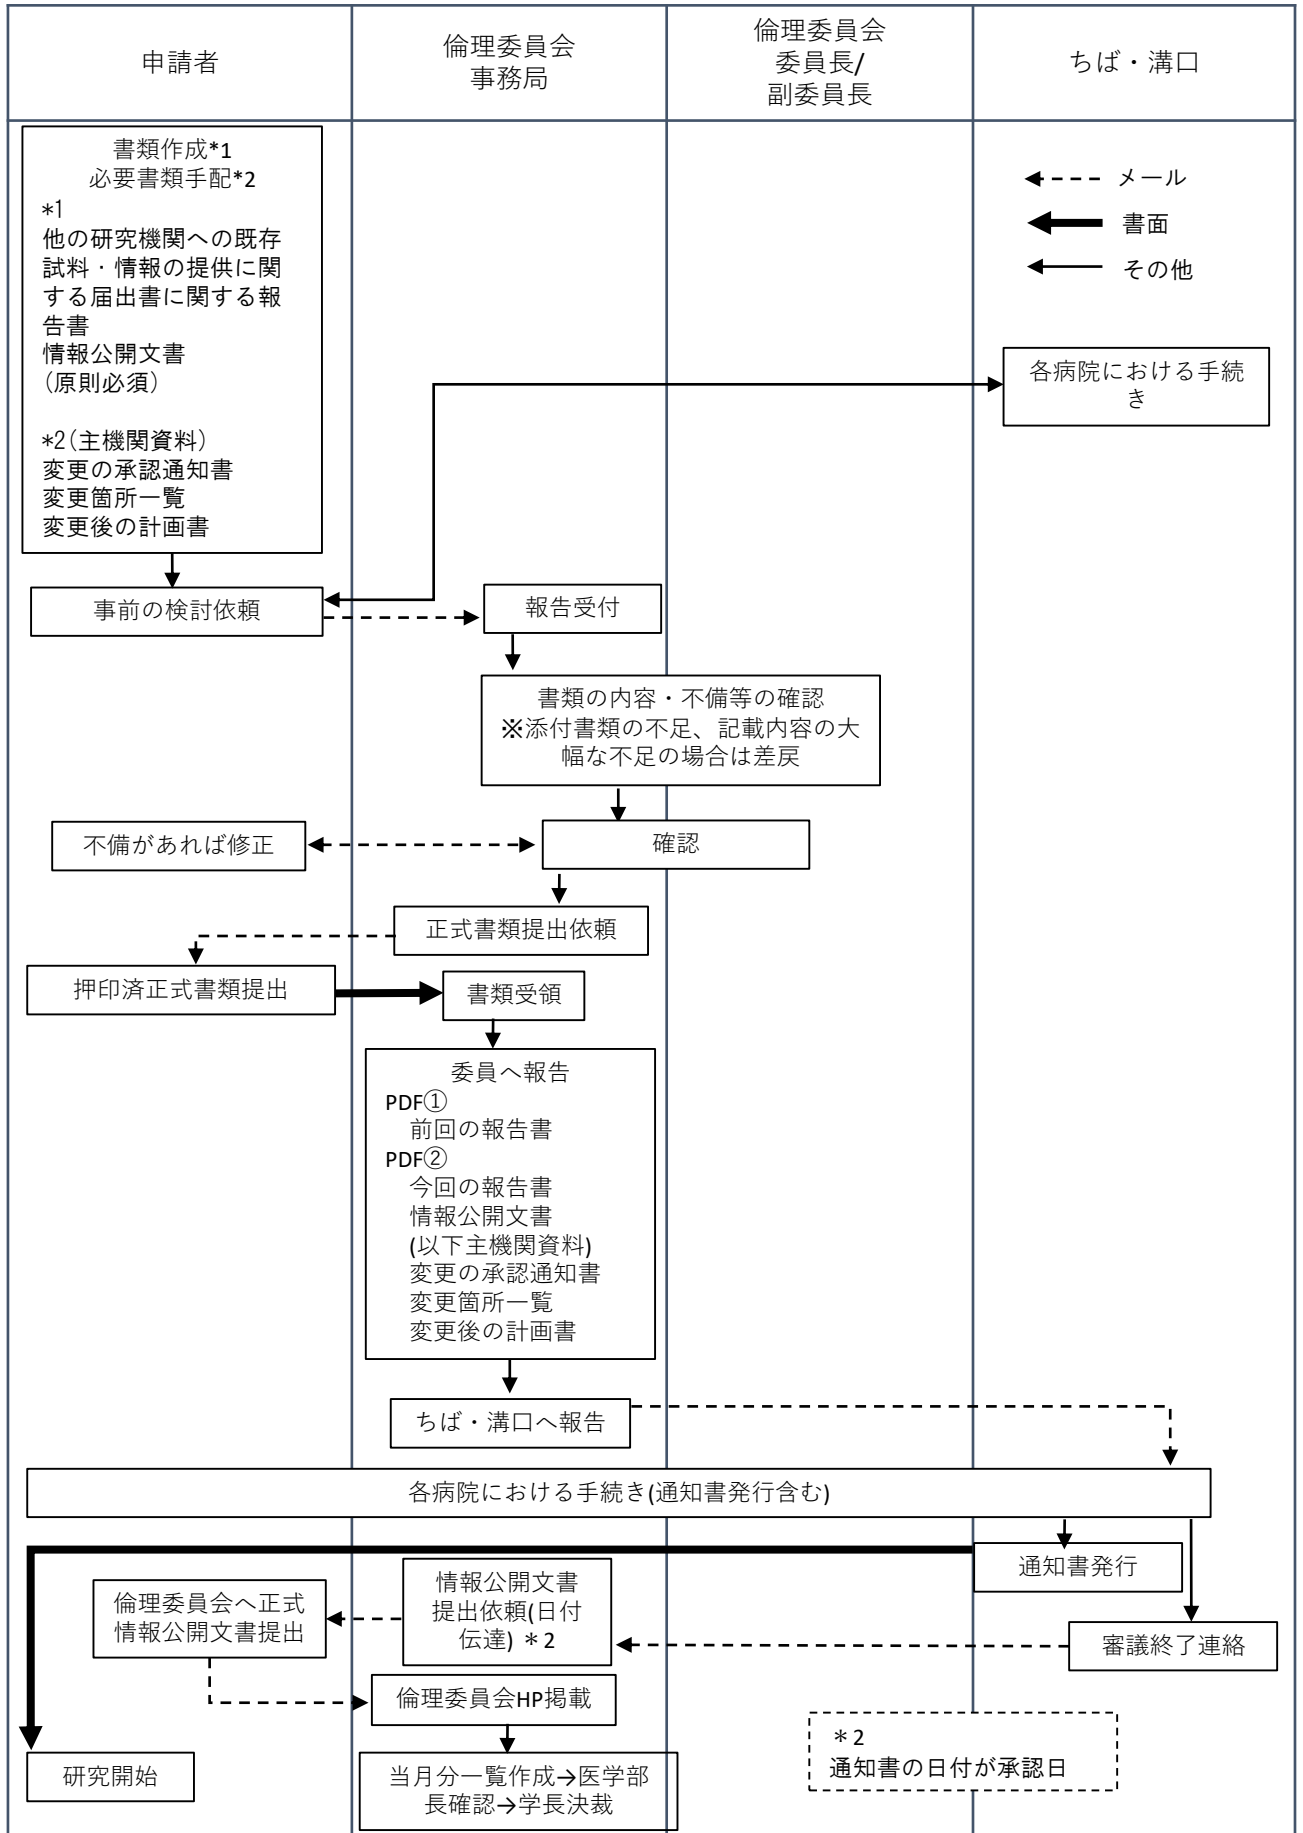 申請者
倫理委員会
事務局
倫理委員会
委員長/
副委員長
ちば・溝口
書類作成*1
必要書類手配*2
*1
他の研究機関への既存
試料・情報の提供に関
する届出書に関する報
告書
情報公開文書
(原則必須)
*2(主機関資料)
変更の承認通知書
変更箇所一覧
変更後の計画書
メール
書面
その他
各病院における手続
き
事前の検討依頼
報告受付
書類の内容・不備等の確認
※添付書類の不足、記載内容の大
幅な不足の場合は差戻
不備があれば修正
確認
正式書類提出依頼
押印済正式書類提出
書類受領
委員へ報告
PDF①
前回の報告書
PDF②
今回の報告書
情報公開文書
(以下主機関資料)
変更の承認通知書
変更箇所一覧
変更後の計画書
ちば・溝口へ報告
各病院における手続き(通知書発行含む)
通知書発行
情報公開文書
提出依頼(日付
伝達) ＊2
倫理委員会へ正式
情報公開文書提出
審議終了連絡
倫理委員会HP掲載
＊2
通知書の日付が承認日
研究開始
当月分一覧作成→医学部
長確認→学長決裁